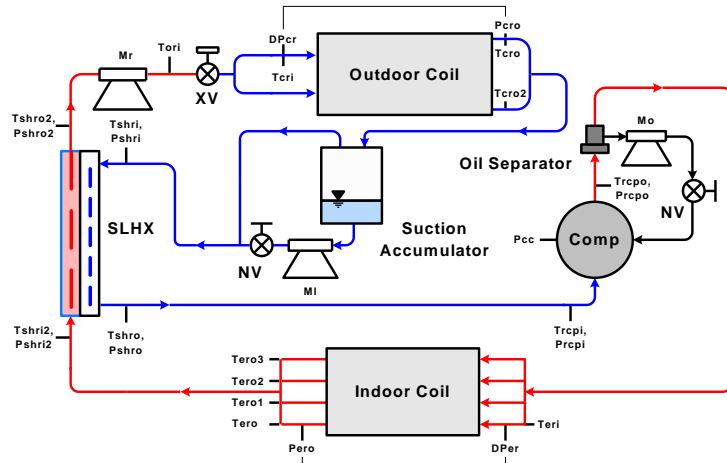 Pcro
DPcr
Tori
Mr
Tcro
Tcri
Outdoor Coil
XV
Tcro2
Tshro2,
Pshro2
Tshri,
Pshri
Mo
Oil Separator
Trcpo,
Prcpo
NV
SLHX
Suction
Accumulator
Pcc
Comp
NV
Ml
Tshri2,
Pshri2
Tshro,
Pshro
Trcpi,
Prcpi
Tero3
Tero2
Indoor Coil
Tero1
Tero
Teri
Pero
DPer